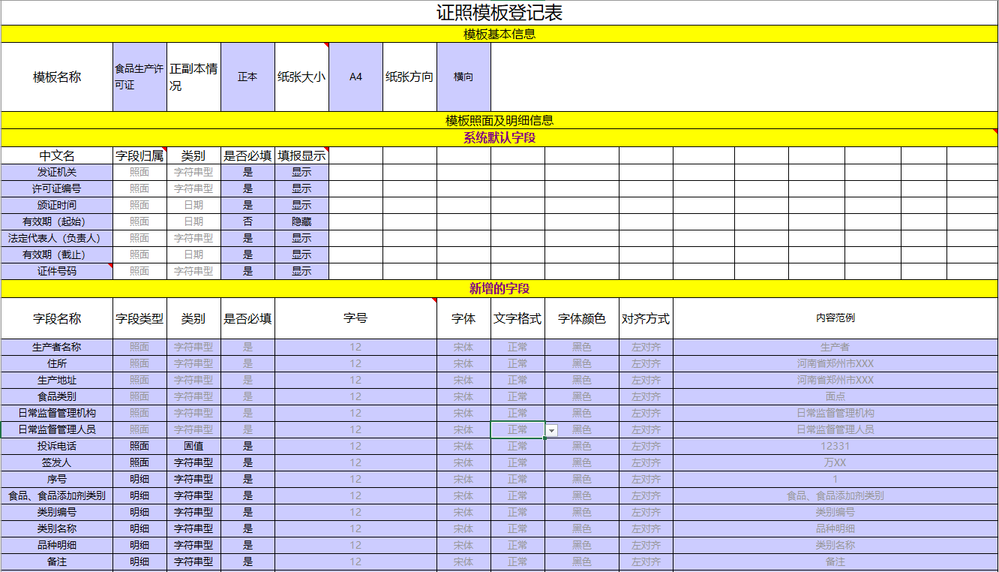 证照模板登记表
模板基本信息
模板名称 食品生产许可证 正副本情况 正本 纸张大小 A4 纸张方向 横向
模板照面及明细信息
系统默认字段
中文名 字段归属 类别 是否必填 填报显示
发证机关 照面 字符串型 是 显示
许可证编号 照面 字符串型 是 显示
颁证时间 照面 日期 是 显示
有效期（起始） 照面 日期 否 隐藏
法定代表人（负责人） 照面 字符串型 是 显示
有效期（截止） 照面 日期 是 显示
证件号码 照面 字符串型 是 显示
新增的字段
字段名称 字段类型 类别 是否必填 字号 字体 文字格式 字体颜色 对齐方式 内容范例
生产者名称 照面 字符串型 是 12 宋体 正常 黑色 左对齐 生产者
住所 照面 字符串型 是 12 宋体 正常 黑色 左对齐 河南省郑州市XXX
生产地址 照面 字符串型 是 12 宋体 正常 黑色 左对齐 河南省郑州市XXX
食品类别 照面 字符串型 是 12 宋体 正常 黑色 左对齐 面点
日常监督管理机构 照面 字符串型 是 12 宋体 正常 黑色 左对齐 日常监督管理机构
日常监督管理人员 照面 字符串型 是 12 宋体 正常 黑色 左对齐 日常监督管理人员
投诉电话 照面 固值 是 12 宋体 正常 黑色 左对齐 12331
签发人 照面 字符串型 是 12 宋体 正常 黑色 左对齐 万XX
序号 明细 字符串型 是 12 宋体 正常 黑色 左对齐 1
食品、食品添加剂类别 明细 字符串型 是 12 宋体 正常 黑色 左对齐 食品、食品添加剂类别
类别编号 明细 字符串型 是 12 宋体 正常 黑色 左对齐 类别编号
类别名称 明细 字符串型 是 12 宋体 正常 黑色 左对齐 品种明细
品种明细 明细 字符串型 是 12 宋体 正常 黑色 左对齐 类别名称
备注 明细 字符串型 是 12 宋体 正常 黑色 左对齐 备注